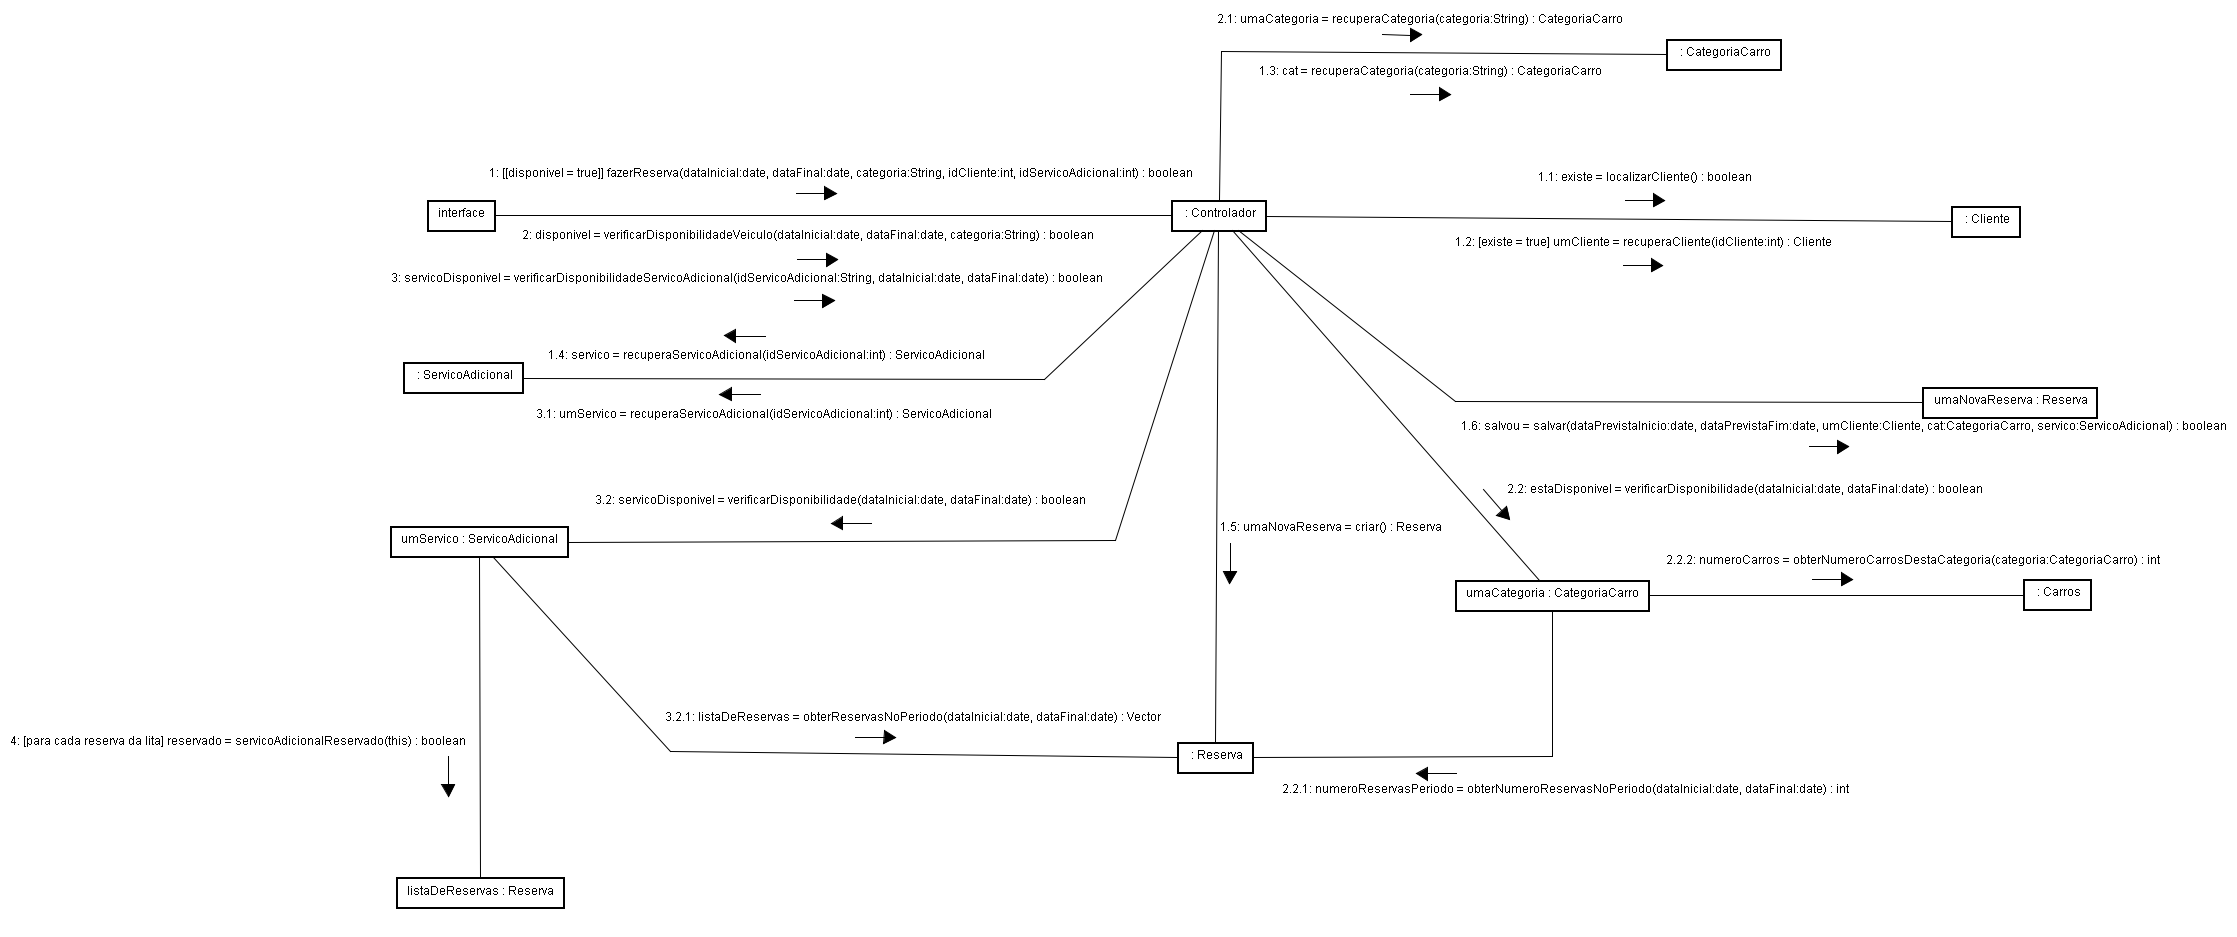 2.1: umaCategoria = recuperaCategoria(categoria:String) : CategoriaCarro
: CategoriaCarro
1.3: cat = recuperaCategoria(categoria:String) : CategoriaCarro
1: [[disponivel = true]] fazerReserva(dataInicial:date, dataFinal:date, categoria:String, idCliente:int, idServicoAdicional:int) : boolean
1.1: existe = localizarCliente() : boolean
interface
: Controlador
: Cliente
2: disponivel = verificarDisponibilidadeVeiculo(dataInicial:date, dataFinal:date, categoria:String) : boolean
1.2: [existe = true] umCliente = recuperaCliente(idCliente:int) : Cliente
3: servicoDisponivel = verificarDisponibilidadeServicoAdicional(idServicoAdicional:String, dataInicial:date, dataFinal:date) : boolean
1.4: servico = recuperaServicoAdicional(idServicoAdicional:int) : ServicoAdicional
: ServicoAdicional
3.1: umServico = recuperaServicoAdicional(idServicoAdicional:int) : ServicoAdicional
umaNovaReserva : Reserva
1.6: salvou = salvar(dataPrevistaInicio:date, dataPrevistaFim:date, umCliente:Cliente, cat:CategoriaCarro, servico:ServicoAdicional) : boolean
2.2: estaDisponivel = verificarDisponibilidade(dataInicial:date, dataFinal:date) : boolean
3.2: servicoDisponivel = verificarDisponibilidade(dataInicial:date, dataFinal:date) : boolean
1.5: umaNovaReserva = criar() : Reserva
umServico : ServicoAdicional
2.2.2: numeroCarros = obterNumeroCarrosDestaCategoria(categoria:CategoriaCarro) : int
umaCategoria : CategoriaCarro
: Carros
3.2.1: listaDeReservas = obterReservasNoPeriodo(dataInicial:date, dataFinal:date) : Vector
4: [para cada reserva da lita] reservado = servicoAdicionalReservado(this) : boolean
: Reserva
2.2.1: numeroReservasPeriodo = obterNumeroReservasNoPeriodo(dataInicial:date, dataFinal:date) : int
listaDeReservas : Reserva